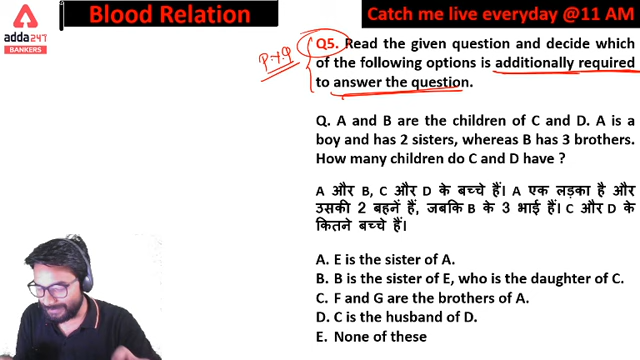 Blood Relation
Catch me live everyday @11 AM
adda247
BANKERS
P.Y.Q
Q5. Read the given question and decide which
of the following options is additionally required
to answer the question.
Q. A and B are the children of C and D. A is a
boy and has 2 sisters, whereas B has 3 brothers.
How many children do C and D have ?
A और B, C और D के बच्चे हैं। A एक लड़का है और
उसकी 2 बहनें हैं, जबकि B के 3 भाई हैं। C और D के
कितने बच्चे हैं।
A. E is the sister of A.
B. B is the sister of E, who is the daughter of C.
C. F and G are the brothers of A.
D. C is the husband of D.
E. None of these